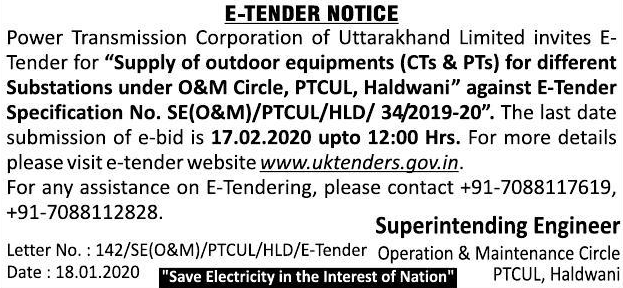 E-TENDER NOTICE
Power Transmission Corporation of Uttarakhand Limited invites E-
Tender for “Supply of outdoor equipments (CTs & PTs) for different
Substations under O&M Circle, PTCUL, Haldwani” against E-Tender
Specification No. SE(O&M)/PTCUL/HLD/ 34/2019-20”. The last date
submission of e-bid is 17.02.2020 upto 12:00 Hrs. For more details
please visit e-tender website www.uktenders.gov.in.
For any assistance on E-Tendering, please contact +91-7088117619,
+91-7088112828.
Superintending Engineer
Letter No. : 142/SE(O&M)/PTCUL/HLD/E-Tender Operation & Maintenance Circle
Date : 18.01.2020 "Save Electricity in the Interest of Nation" PTCUL, Haldwani